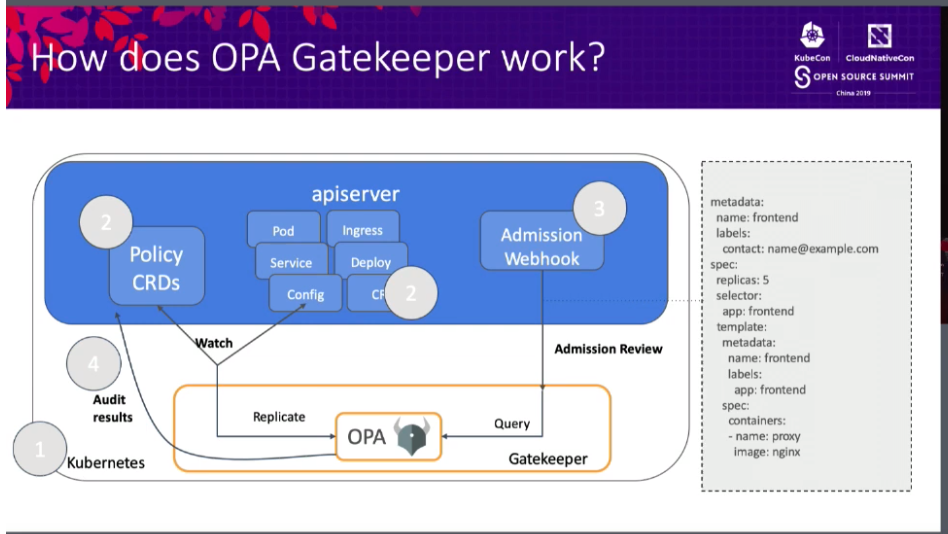 How does OPA Gatekeeper work?
KubeCon
CloudNativeCon
OPEN SOURCE SUMMIT
China 2019
apiserver
2
Policy
CRDs
Pod
Ingress
Service
Deploy
Config
2
3
Admission
Webhook
Watch
Admission Review
4
Audit
results
Replicate
OPA
Query
Gatekeeper
1
Kubernetes
metadata:
name: frontend
labels:
contact: name@example.com
spec:
replicas: 5
selector:
app: frontend
template:
metadata:
name: frontend
labels:
app: frontend
spec:
containers:
- name: proxy
image: nginx